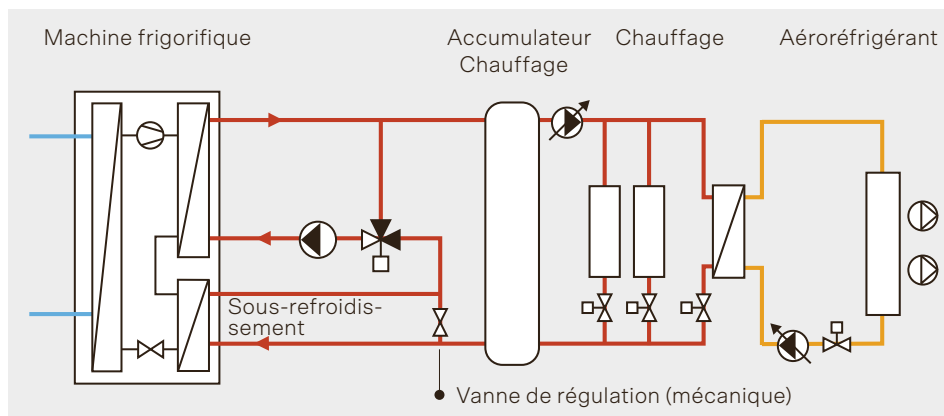 Machine frigorifique
Accumulateur
Chauffage
Chauffage
Aéroréfrigérant
Sous-refroidis-
sement
Vanne de régulation (mécanique)